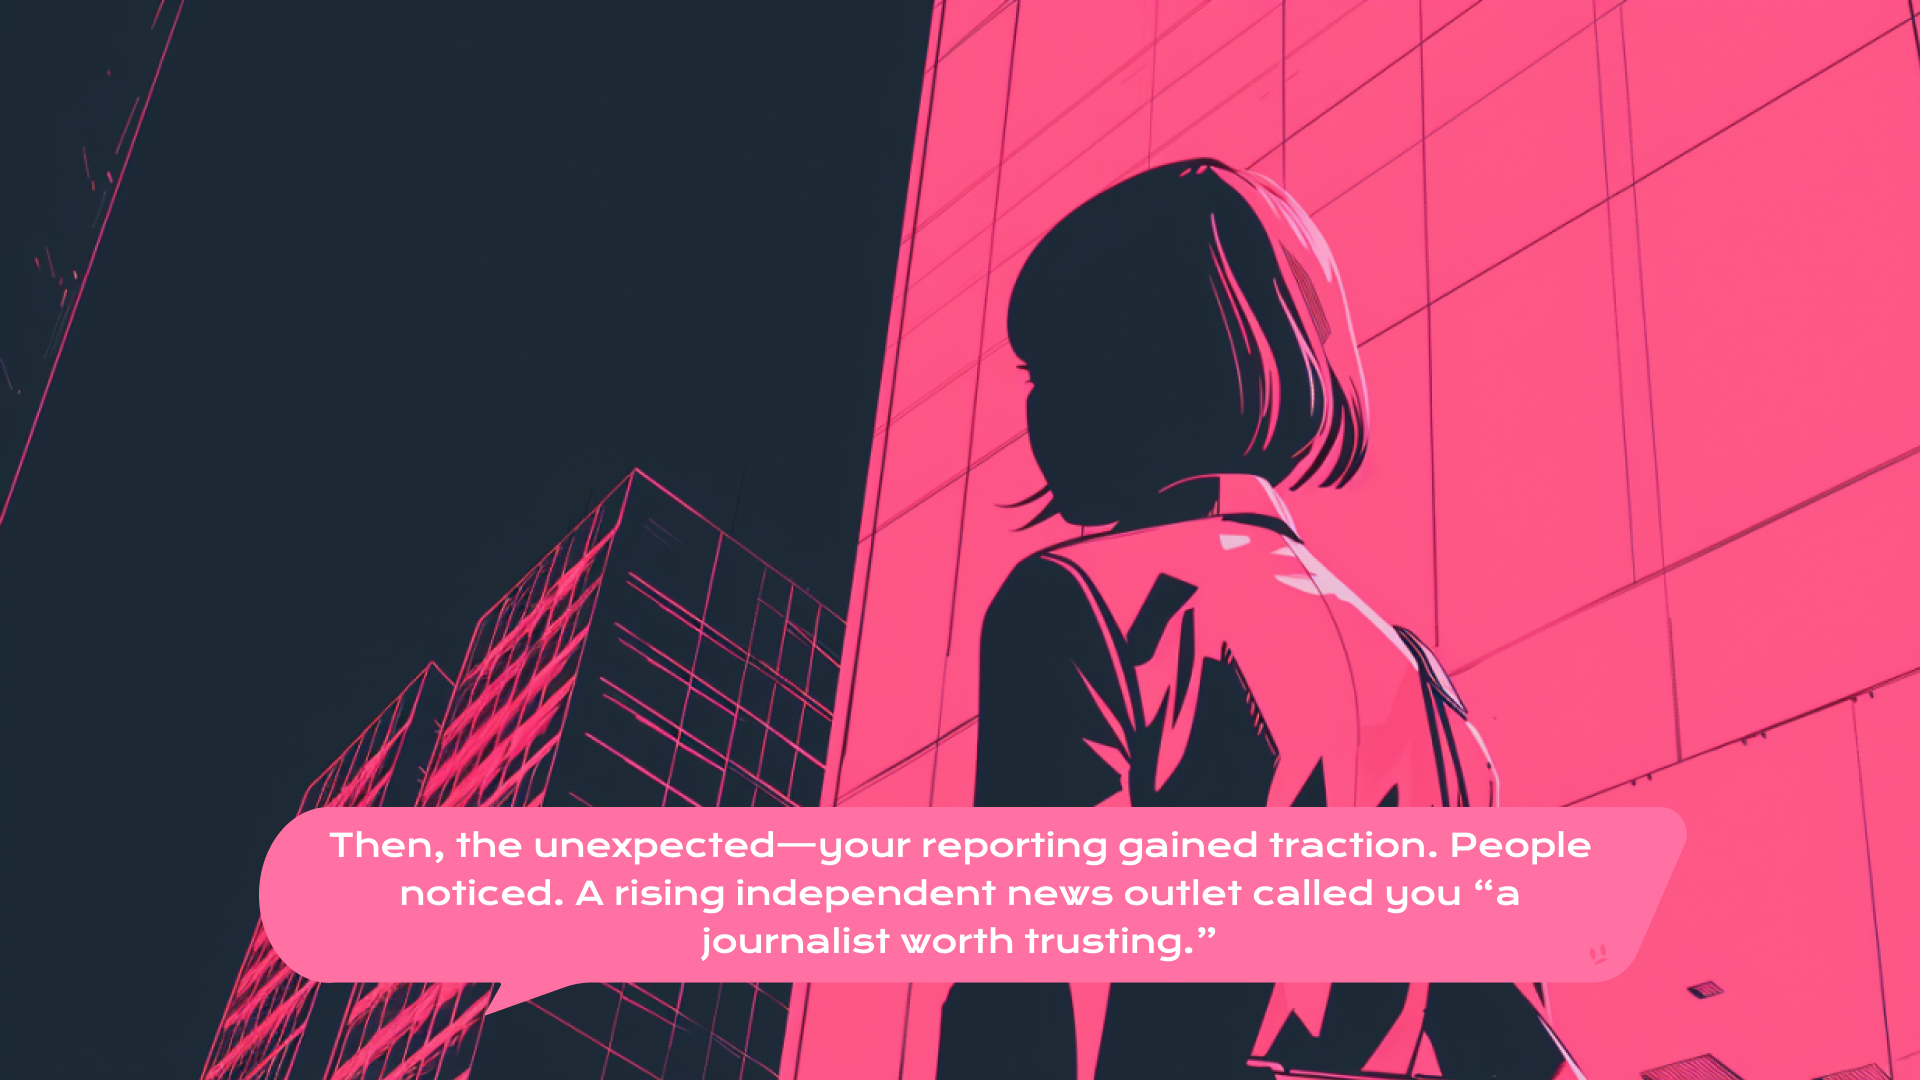 Then, the unexpected—your reporting gained traction. People
noticed. A rising independent news outlet called you “a
journalist worth trusting.”